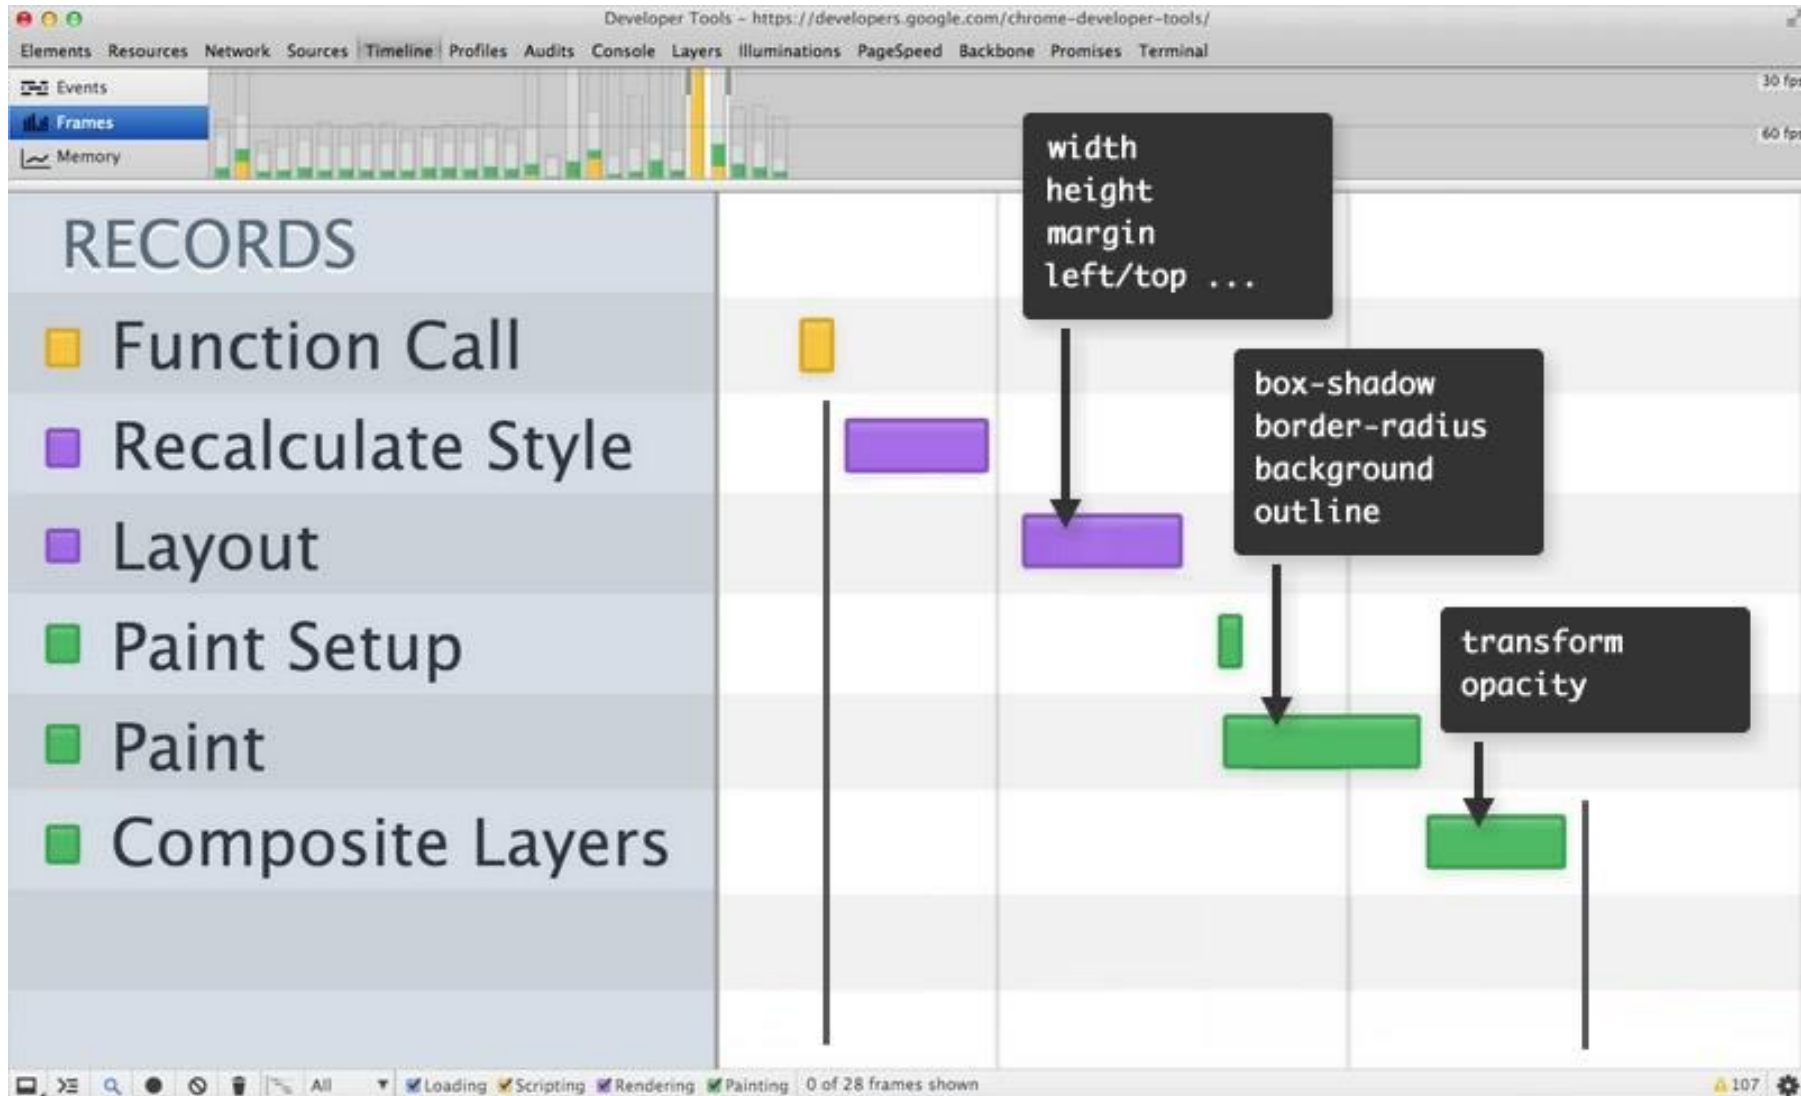 Developer Tools - https://developers.google.com/chrome-developer-tools/
Elements Resources Network Sources Timeline Profiles Audits Console Layers Illuminations PageSpeed Backbone Promises Terminal
Events
Frames
Memory
30 fps
60 fps
RECORDS
Function Call
Recalculate Style
Layout
Paint Setup
Paint
Composite Layers
width
height
margin
left/top ...
box-shadow
border-radius
background
outline
transform
opacity
All
Loading Scripting Rendering Painting 0 of 28 frames shown
107